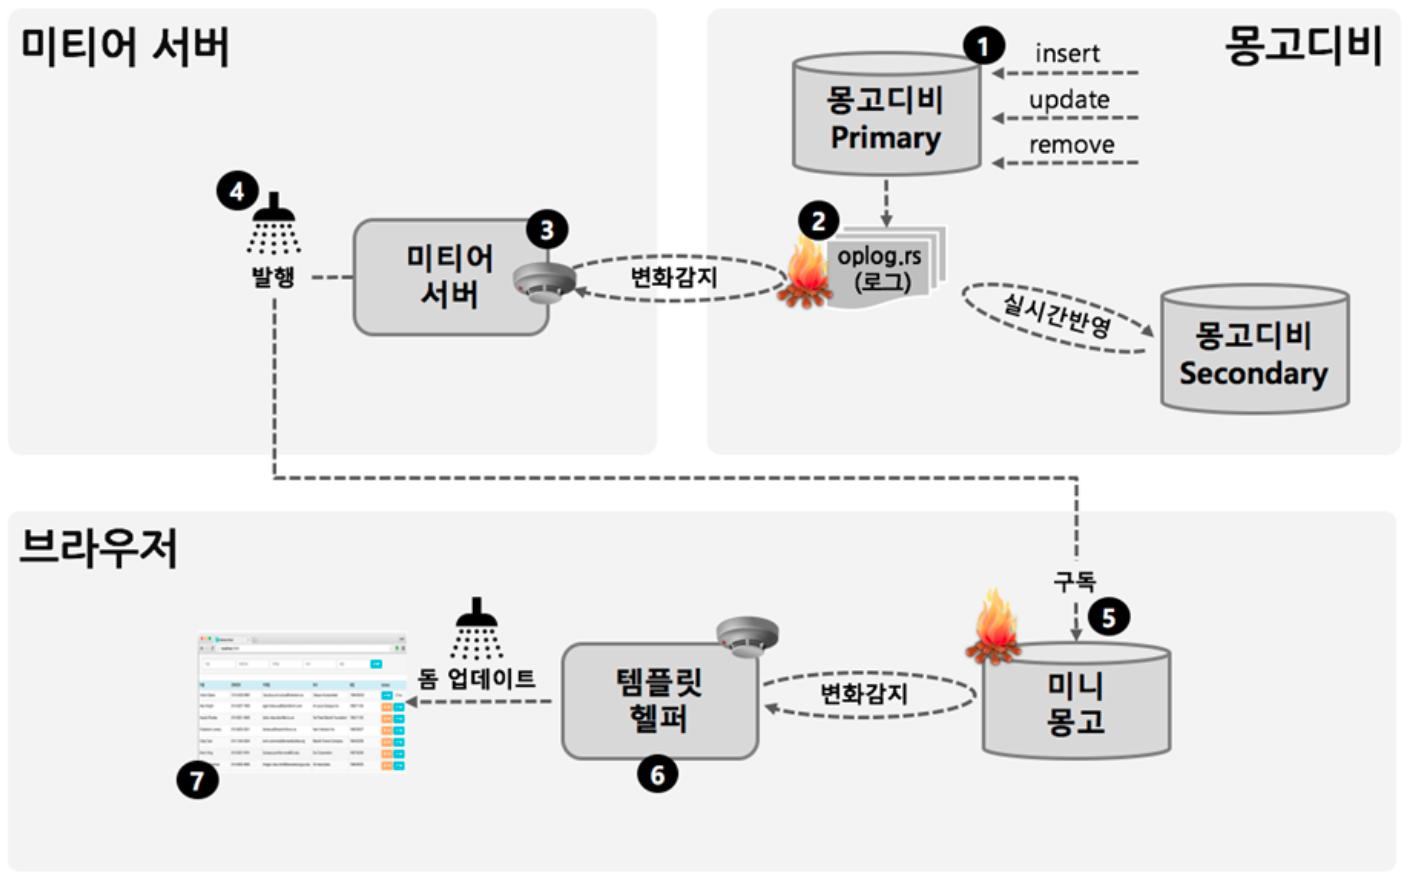 미티어 서버
몽고디비
1
insert
update
remove
몽고디비
Primary
4
발행
3
미티어
서버
변화감지
2
oplog.rs
(로그)
실시간반영
몽고디비
Secondary
브라우저
구독
5
미니
몽고
변화감지
템플릿
헬퍼
6
돔 업데이트
7